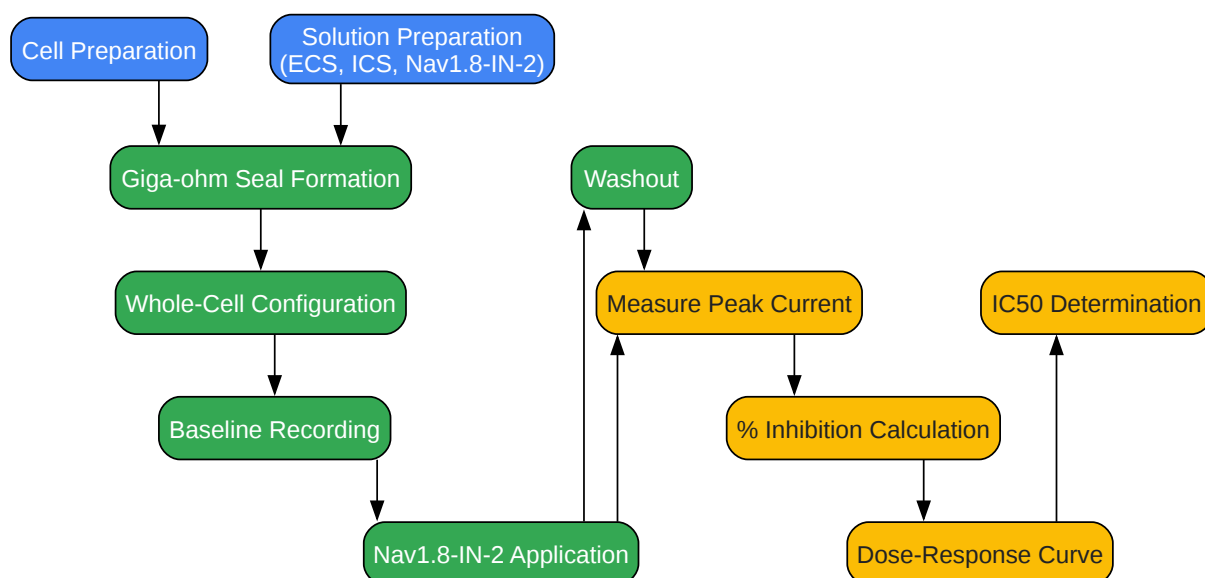 Cell Preparation
Solution Preparation
(ECS, ICS, Nav1.8-IN-2)
Giga-ohm Seal Formation
Washout
Whole-Cell Configuration
Measure Peak Current
IC50 Determination
Baseline Recording
% Inhibition Calculation
Nav1.8-IN-2 Application
Dose-Response Curve